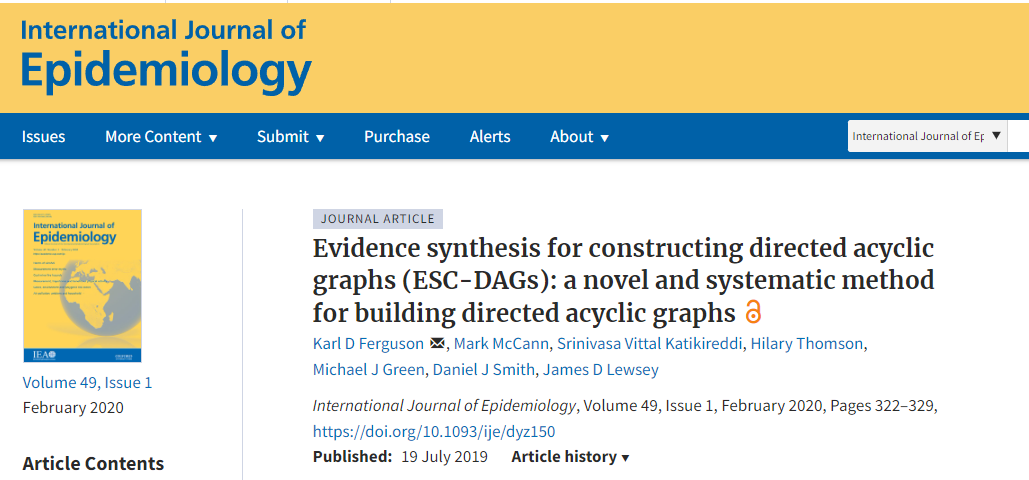 International Journal of
Epidemiology
Issues More Content ▼ Submit ▼ Purchase Alerts About ▼
International Journal of Ep ▼
International Journal of
Epidemiology
IEA
Volume 49, Issue 1
February 2020
Article Contents
JOURNAL ARTICLE
Evidence synthesis for constructing directed acyclic
graphs (ESC-DAGs): a novel and systematic method
for building directed acyclic graphs
Karl D Ferguson, Mark McCann, Srinivasa Vittal Katikireddi, Hilary Thomson,
Michael J Green, Daniel J Smith, James D Lewsey
International Journal of Epidemiology, Volume 49, Issue 1, February 2020, Pages 322–329,
https://doi.org/10.1093/ije/dyz150
Published: 19 July 2019 Article history ▼